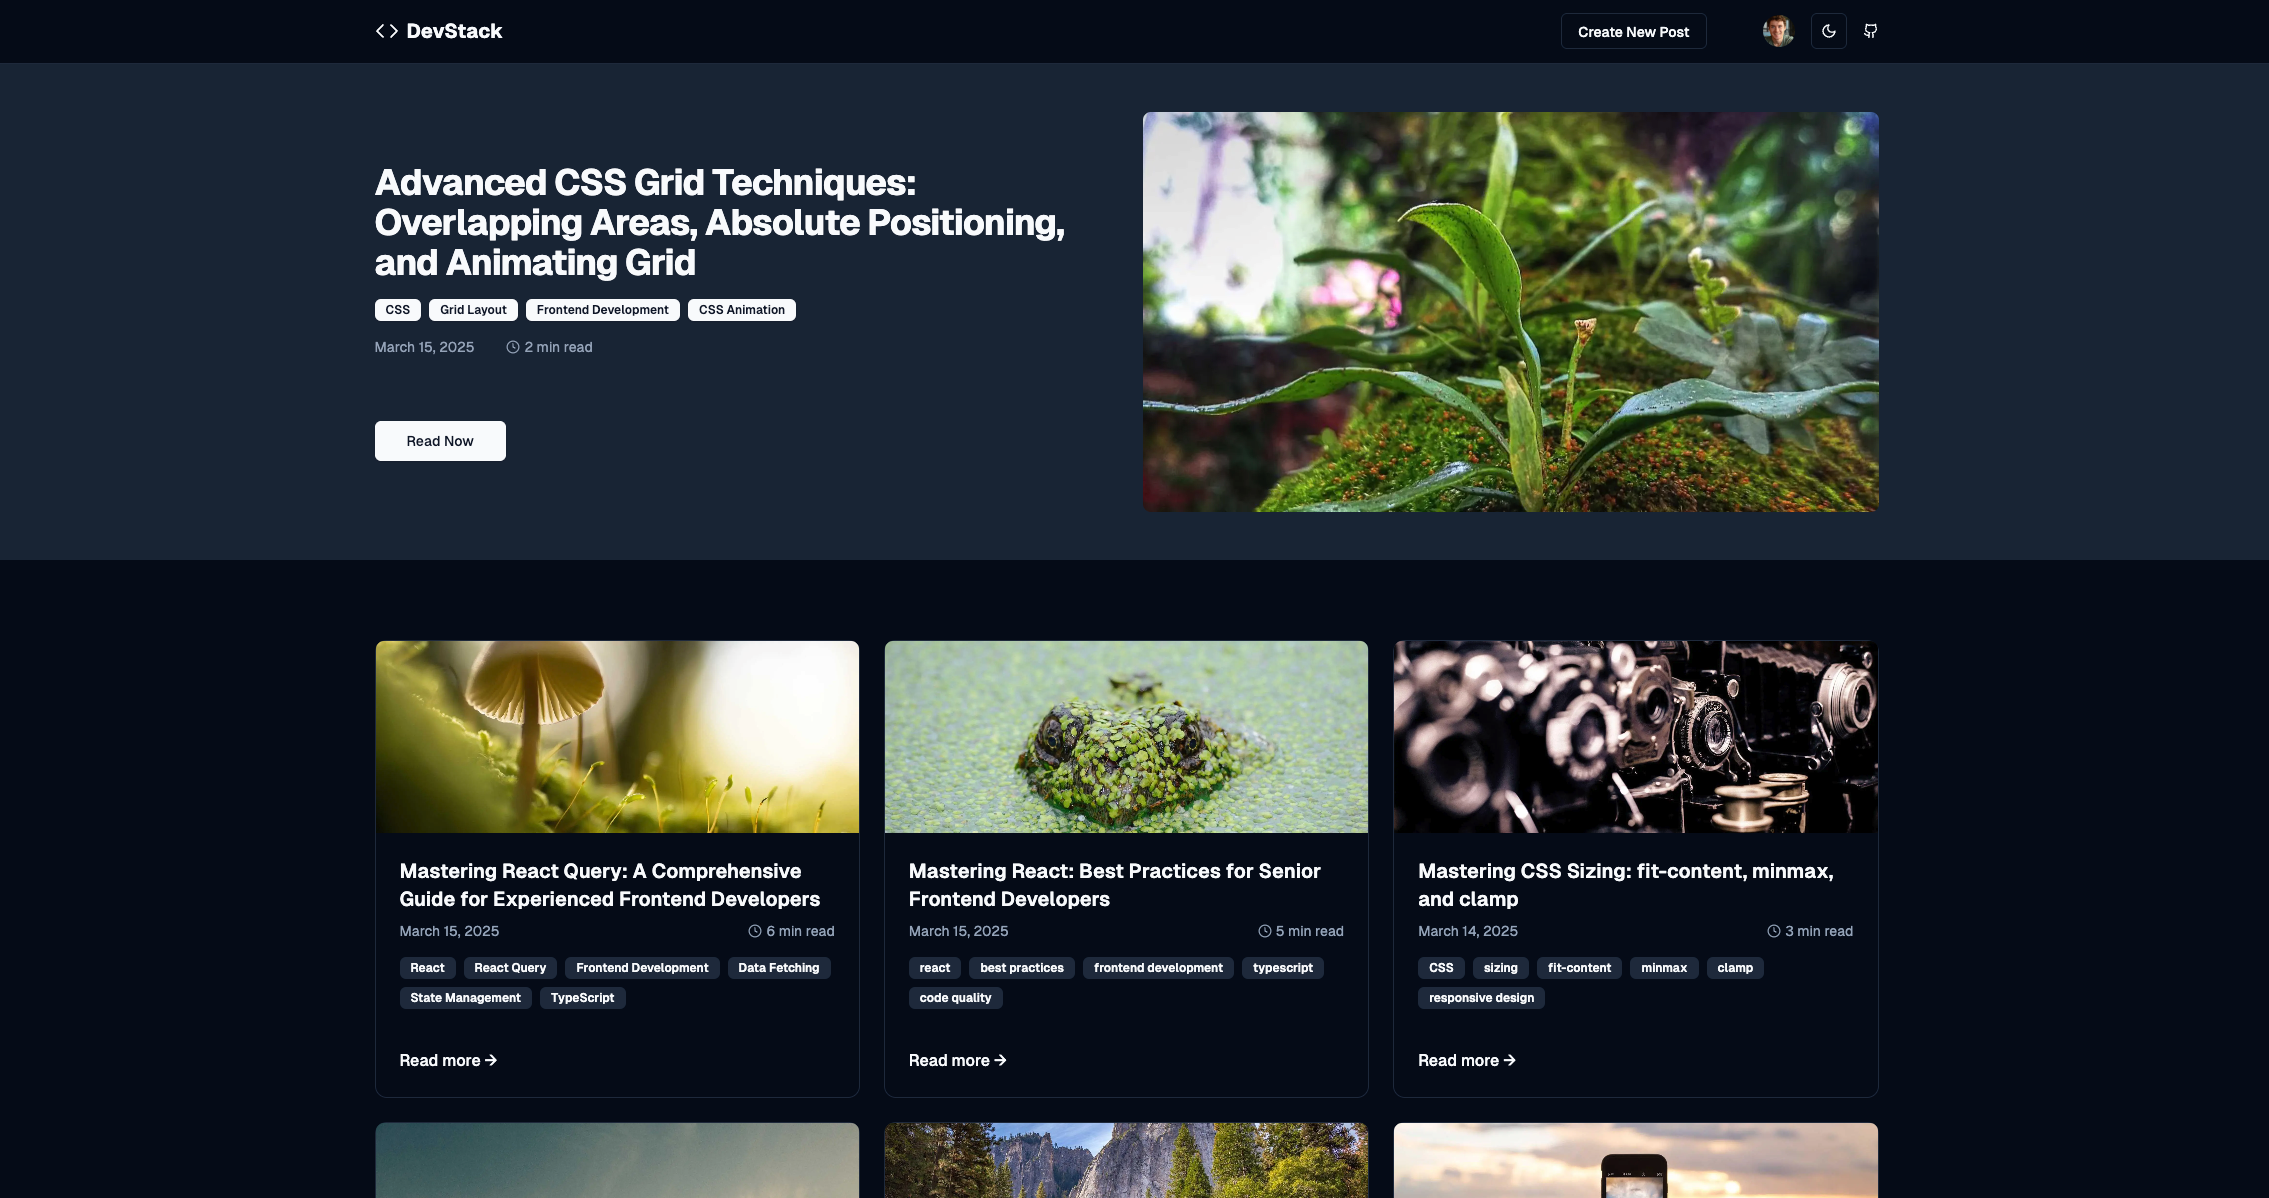 DevStack
Create New Post
Advanced CSS Grid Techniques:
Overlapping Areas, Absolute Positioning,
and Animating Grid
CSS Grid Layout Frontend Development CSS Animation
March 15, 2025 2 min read
Read Now
Mastering React Query: A Comprehensive
Guide for Experienced Frontend Developers
March 15, 2025 6 min read
React React Query Frontend Development Data Fetching
State Management TypeScript
Read more →
Mastering React: Best Practices for Senior
Frontend Developers
March 15, 2025 5 min read
react best practices frontend development typescript
code quality
Read more →
Mastering CSS Sizing: fit-content, minmax,
and clamp
March 14, 2025 3 min read
CSS sizing fit-content minmax clamp
responsive design
Read more →